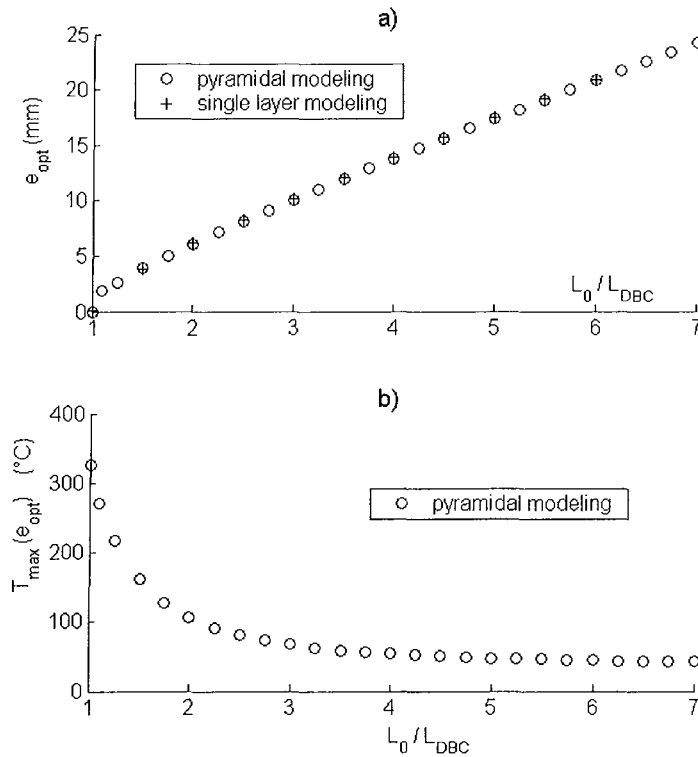 a)
25
20
15
10
5
0
e_opt (mm)
pyramidal modeling
single layer modeling
L_0 / L_DBC
1 2 3 4 5 6 7
b)
400
300
200
100
0
T_max (e_opt) (°C)
pyramidal modeling
1 2 3 4 5 6 7
L_0 / L_DBC